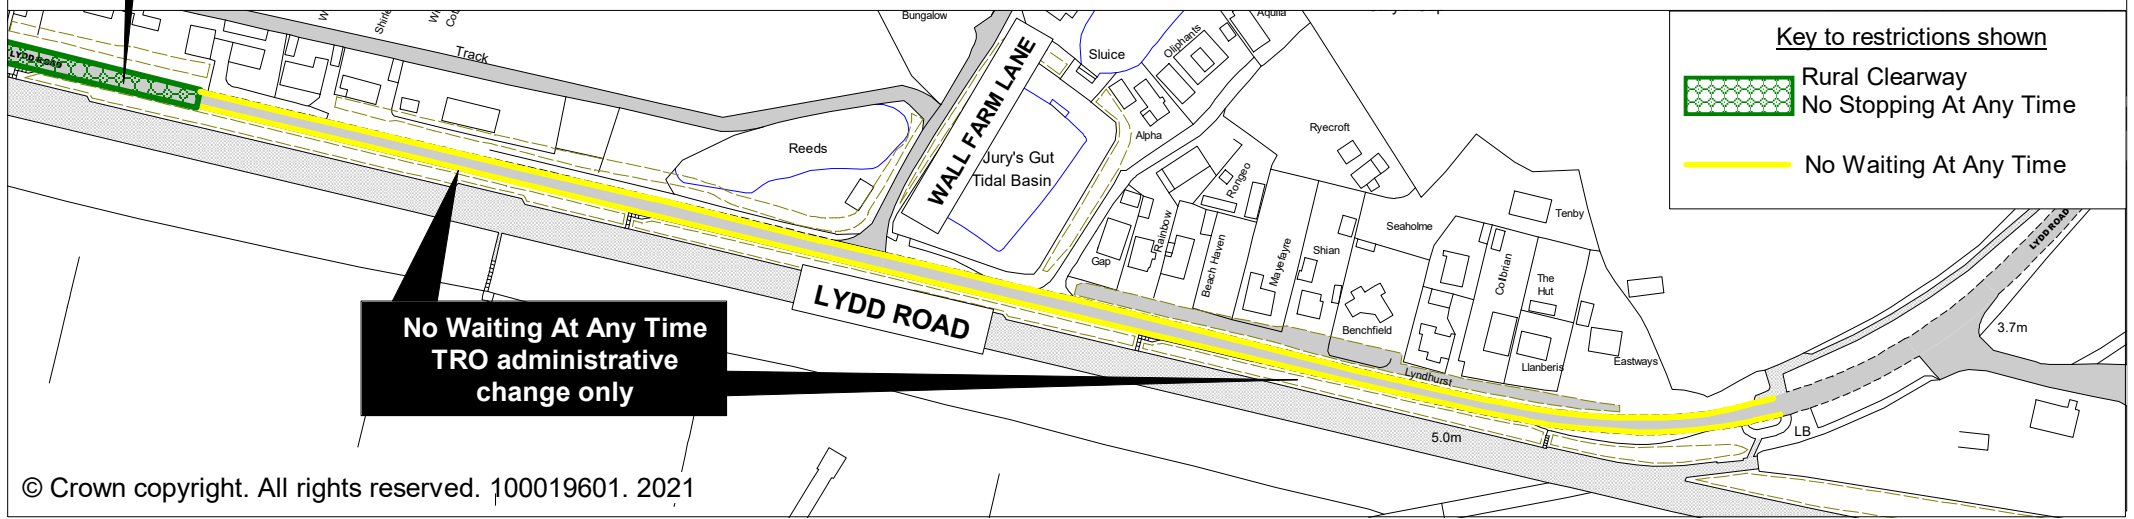 Bungalow
Track
LYDD ROAD
Sluice
Oliphants
Aquila
WALL FARM LANE
Alpha
Reeds
Jury's Gut
Tidal Basin
Ryecroft
Rongeo
Rainbow
Gap
Beach Haven
Mayefayre
Shian
Seaholme
Tenby
Benchfield
Colbrian
The
Hut
Llanberis
Eastways
Lyndhurst
LYDD ROAD
LYDD ROAD
3.7m
5.0m
LB
Key to restrictions shown
Rural Clearway
No Stopping At Any Time
No Waiting At Any Time
No Waiting At Any Time
TRO administrative
change only
© Crown copyright. All rights reserved. 100019601. 2021